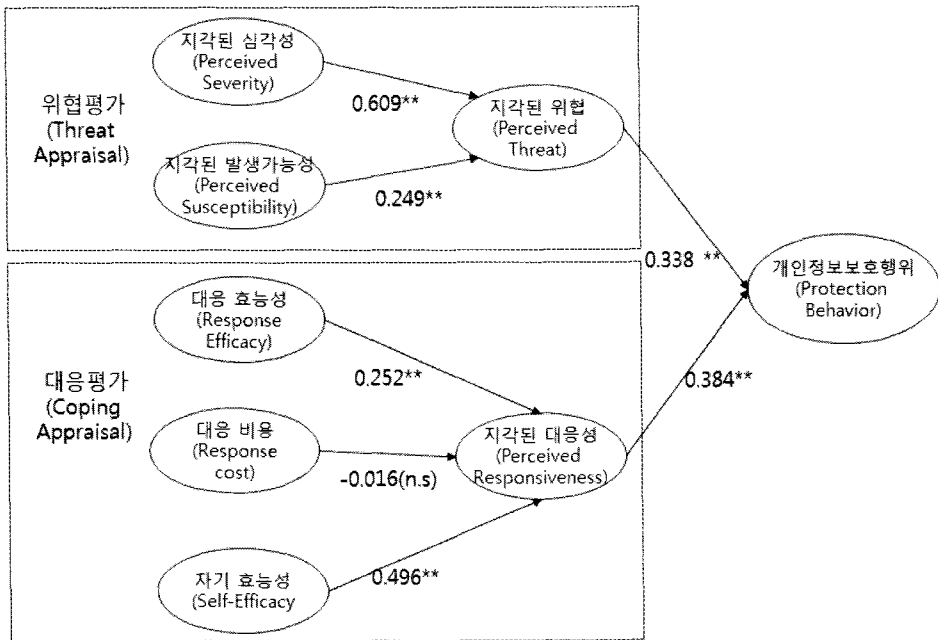 지각된 심각성
(Perceived
Severity)
0.609**
위협평가
(Threat
Appraisal)
지각된 위협
(Perceived
Threat)
지각된 발생가능성
(Perceived
Susceptibility)
0.249**
0.338 **
개인정보보호행위
(Protection
Behavior)
대응 효능성
(Response
Efficacy)
0.252**
0.384**
대응평가
(Coping
Appraisal)
대응 비용
(Response
cost)
-0.016(n.s)
지각된 대응성
(Perceived
Responsiveness)
자기 효능성
(Self-Efficacy
0.496**